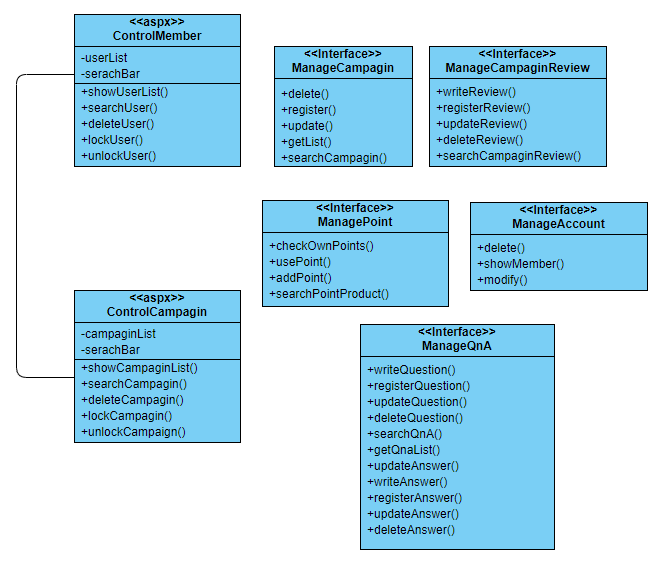 <<aspx>>
ControlMember
-userList
-serachBar
+showUserList()
+searchUser()
+deleteUser()
+lockUser()
+unlockUser()
<<Interface>>
ManageCampagin
+delete()
+register()
+update()
+getList()
+searchCampagin()
<<Interface>>
ManageCampaginReview
+writeReview()
+registerReview()
+updateReview()
+deleteReview()
+searchCampaginReview()
<<Interface>>
ManagePoint
+checkOwnPoints()
+usePoint()
+addPoint()
+searchPointProduct()
<<Interface>>
ManageAccount
+delete()
+showMember()
+modify()
<<aspx>>
ControlCampagin
-campaginList
-serachBar
+showCampaginList()
+searchCampagin()
+deleteCampagin()
+lockCampagin()
+unlockCampaign()
<<Interface>>
ManageQnA
+writeQuestion()
+registerQuestion()
+updateQuestion()
+deleteQuestion()
+searchQnA()
+getQnaList()
+updateAnswer()
+writeAnswer()
+registerAnswer()
+updateAnswer()
+deleteAnswer()